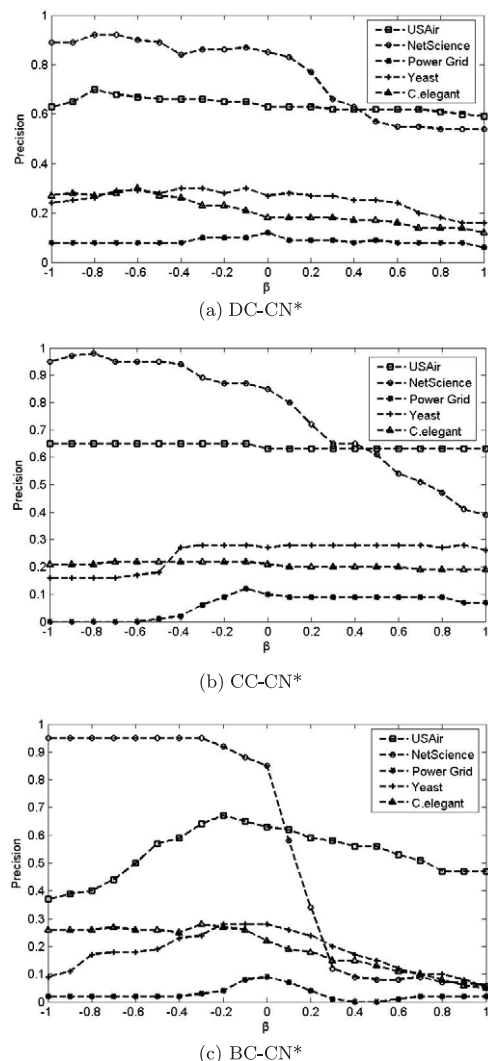 1
0.8
0.6
0.4
0.2
0
Precision
-1 -0.8 -0.6 -0.4 -0.2 0 0.2 0.4 0.6 0.8 1
β
USAir
NetScience
Power Grid
Yeast
C.elegant
(a) DC-CN*
1
0.9
0.8
0.7
0.6
0.5
0.4
0.3
0.2
0.1
0
Precision
-1 -0.8 -0.6 -0.4 -0.2 0 0.2 0.4 0.6 0.8 1
β
USAir
NetScience
Power Grid
Yeast
C.elegant
(b) CC-CN*
1
0.9
0.8
0.7
0.6
0.5
0.4
0.3
0.2
0.1
0
Precision
-1 -0.8 -0.6 -0.4 -0.2 0 0.2 0.4 0.6 0.8 1
β
USAir
NetScience
Power Grid
Yeast
C.elegant
(c) BC-CN*